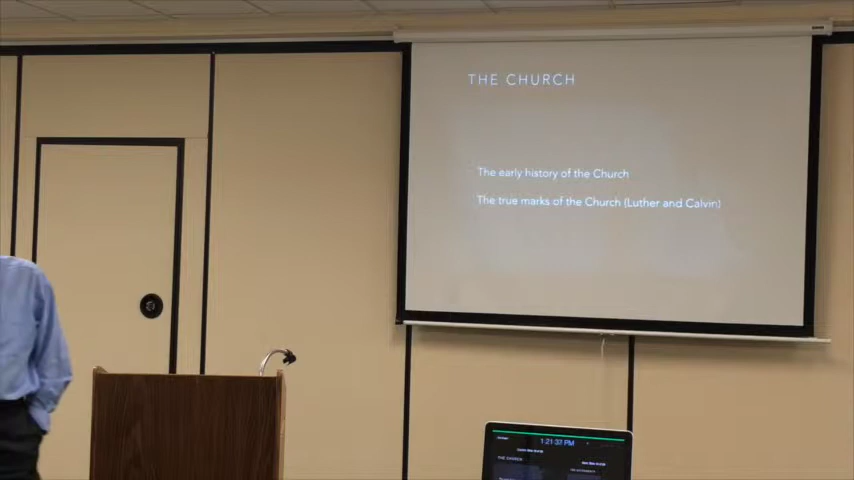 THE CHURCH
The early history of the Church
The true marks of the Church (Luther and Calvin)
1:21:37 PM
THE CHURCH